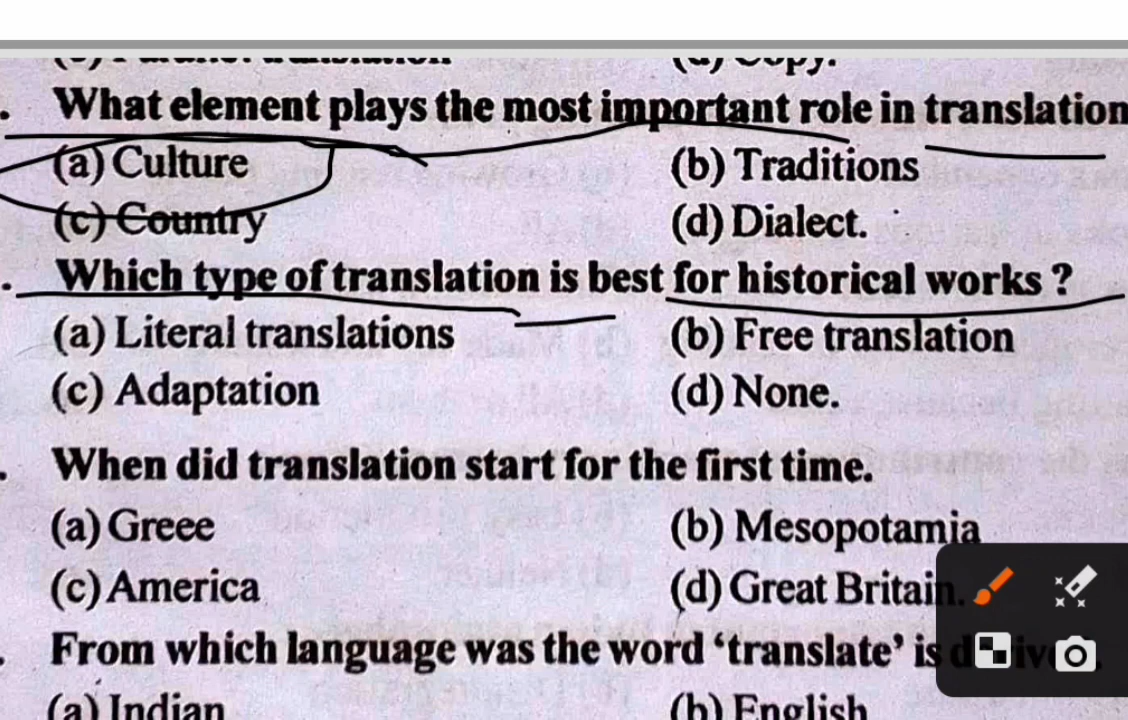 . What element plays the most important role in translation
(a) Culture (b) Traditions
(c) Country (d) Dialect.
. Which type of translation is best for historical works ?
(a) Literal translations (b) Free translation
(c) Adaptation (d) None.
. When did translation start for the first time.
(a) Greee (b) Mesopotamia
(c) America (d) Great Britain.
. From which language was the word ‘translate’ is
(a) Indian (b) English